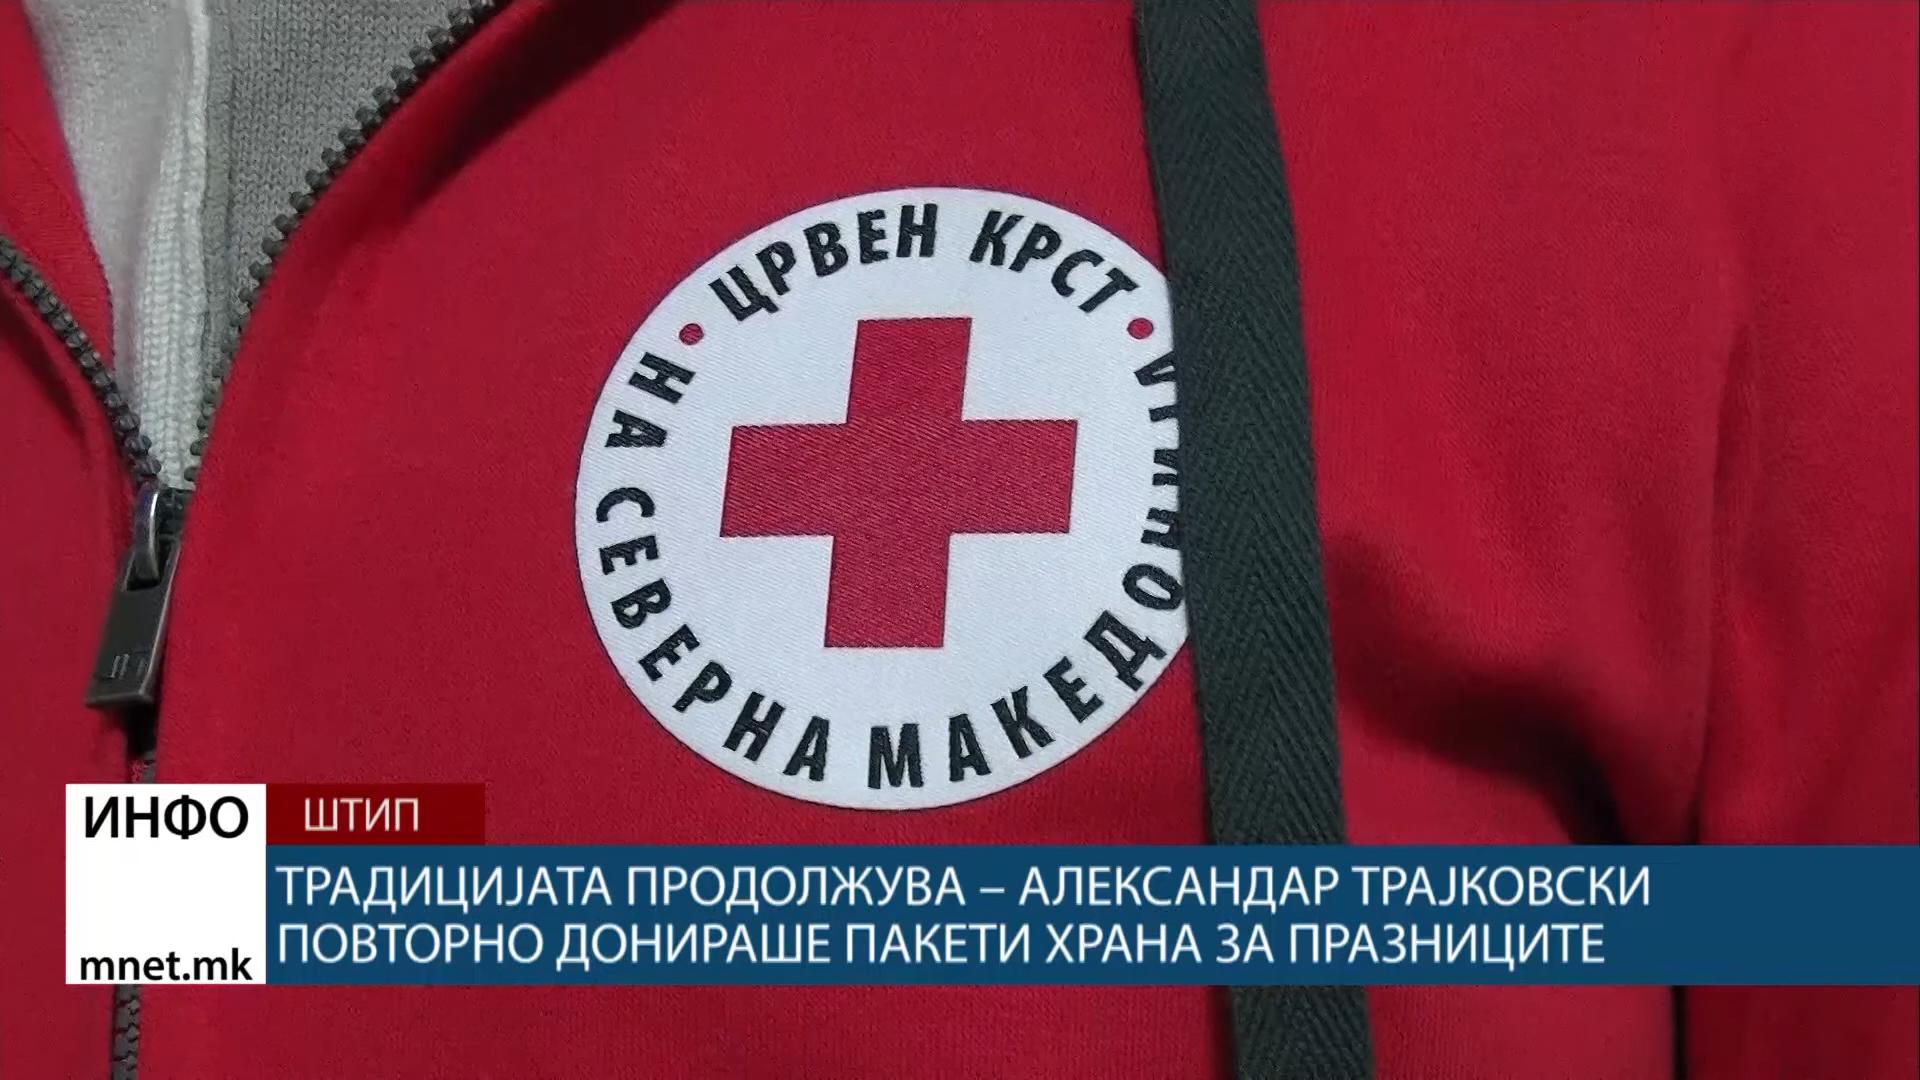 • ЦРВЕН КРСТ •
НА СЕВЕРНА МАКЕДОНИЈА
ИНФО
ШТИП
ТРАДИЦИЈАТА ПРОДОЛЖУВА – АЛЕКСАНДАР ТРАЈКОВСКИ
ПОВТОРНО ДОНИРАШЕ ПАКЕТИ ХРАНА ЗА ПРАЗНИЦИТЕ
mnet.mk